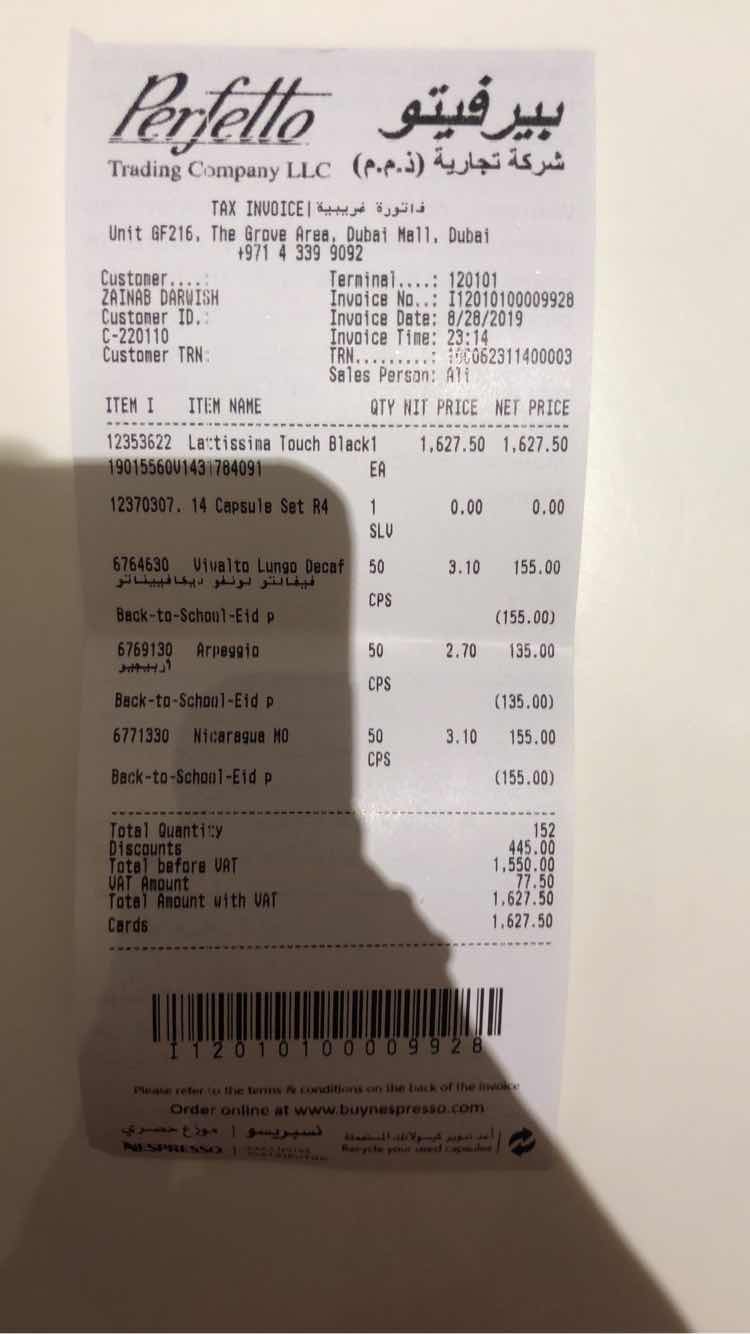 Perfetto بيرفيتو
Trading Company LLC شركة تجارية (ذ.م.م)
TAX INVOICE| فاتورة ضريبية
Unit GF216, The Grove Area, Dubai Mall, Dubai
+971 4 339 9092
Customer....: Terminal....: 120101
ZAINAB DARWISH Invoice No..: I12010100009928
Customer ID.: Invoice Date: 8/28/2019
C-220110 Invoice Time: 23:14
Customer TRN: TRN.........: 100062311400003
Sales Person: Ali
ITEM I ITEM NAME QTY NIT PRICE NET PRICE
12353622 Lattissima Touch Black1 1,627.50 1,627.50
19015560V1431784091 EA
12370307. 14 Capsule Set R4 1 0.00 0.00
SLV
6764630 Vivalto Lungo Decaf 50 3.10 155.00
فيفالتو لونغو ديكافييناتو
CPS
Back-to-School-Eid p (155.00)
6769130 Arpeggio 50 2.70 135.00
أربيجيو
CPS
Back-to-School-Eid p (135.00)
6771330 Nicaragua MO 50 3.10 155.00
CPS
Back-to-School-Eid p (155.00)
Total Quantity 152
Discounts 445.00
Total before VAT 1,550.00
VAT Amount 77.50
Total Amount with VAT 1,627.50
Cards 1,627.50
I12010100009928
Please refer to the terms & conditions on the back of the invoice
Order online at www.buynespresso.com
نسبريسو | موزع حصري أعد تدوير كبسولاتك المستعملة
NESPRESSO | EXCLUSIVE DISTRIBUTOR Recycle your used capsules